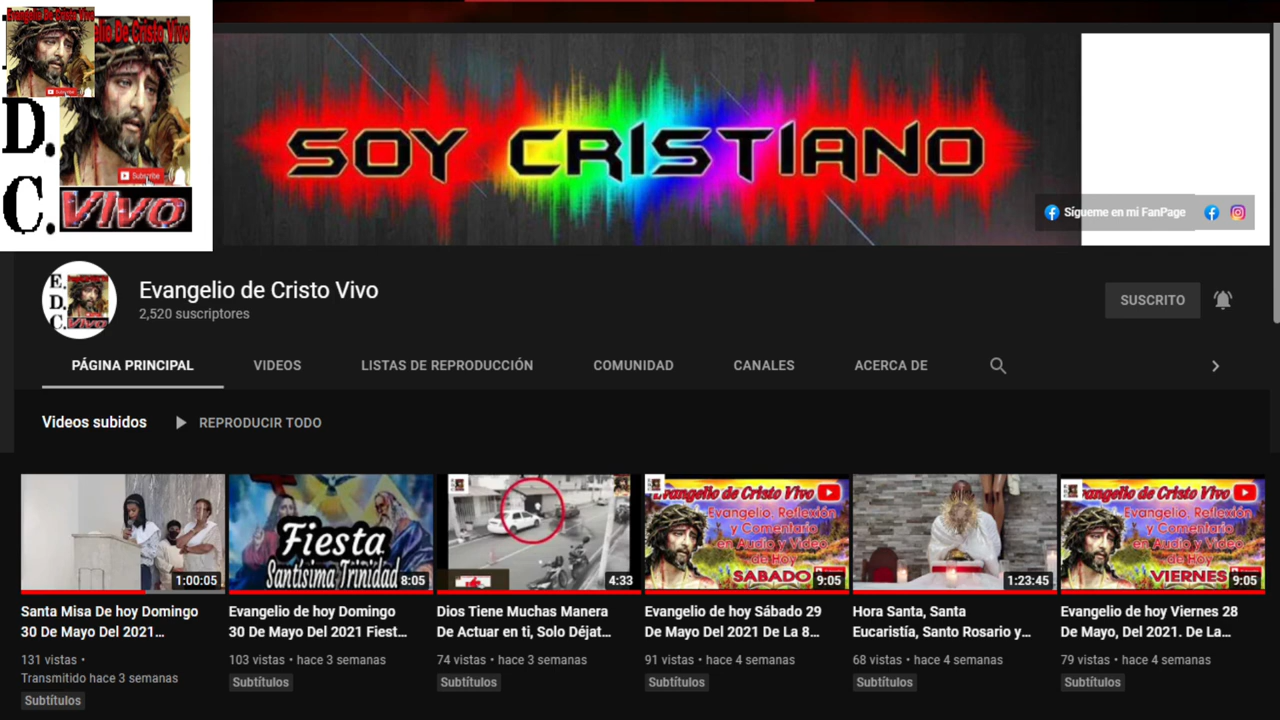 Evangelio De Cristo Vivo
Subscribe
D.
C. Vivo
SOY CRISTIANO
Sígueme en mi FanPage
E.
D.
C. Vivo
Evangelio de Cristo Vivo
2,520 suscriptores
SUSCRITO
PÁGINA PRINCIPAL VIDEOS LISTAS DE REPRODUCCIÓN COMUNIDAD CANALES ACERCA DE
Videos subidos REPRODUCIR TODO
1:00:05
Fiesta
Santísima Trinidad
8:05
4:33
Evangelio de Cristo Vivo
Evangelio, Reflexión
y Comentario
en Audio y Video
de Hoy
SABADO 9:05
1:23:45
Evangelio de Cristo Vivo
Evangelio, Reflexión
y Comentario
en Audio y Video
de Hoy
VIERNES 9:05
Santa Misa De hoy Domingo
30 De Mayo Del 2021...
131 vistas •
Transmitido hace 3 semanas
Subtítulos
Evangelio de hoy Domingo
30 De Mayo Del 2021 Fiest...
103 vistas • hace 3 semanas
Subtítulos
Dios Tiene Muchas Manera
De Actuar en ti, Solo Déjat...
74 vistas • hace 3 semanas
Subtítulos
Evangelio de hoy Sábado 29
De Mayo Del 2021 De La 8...
91 vistas • hace 4 semanas
Subtítulos
Hora Santa, Santa
Eucaristía, Santo Rosario y...
68 vistas • hace 4 semanas
Subtítulos
Evangelio de hoy Viernes 28
De Mayo, Del 2021. De La...
79 vistas • hace 4 semanas
Subtítulos